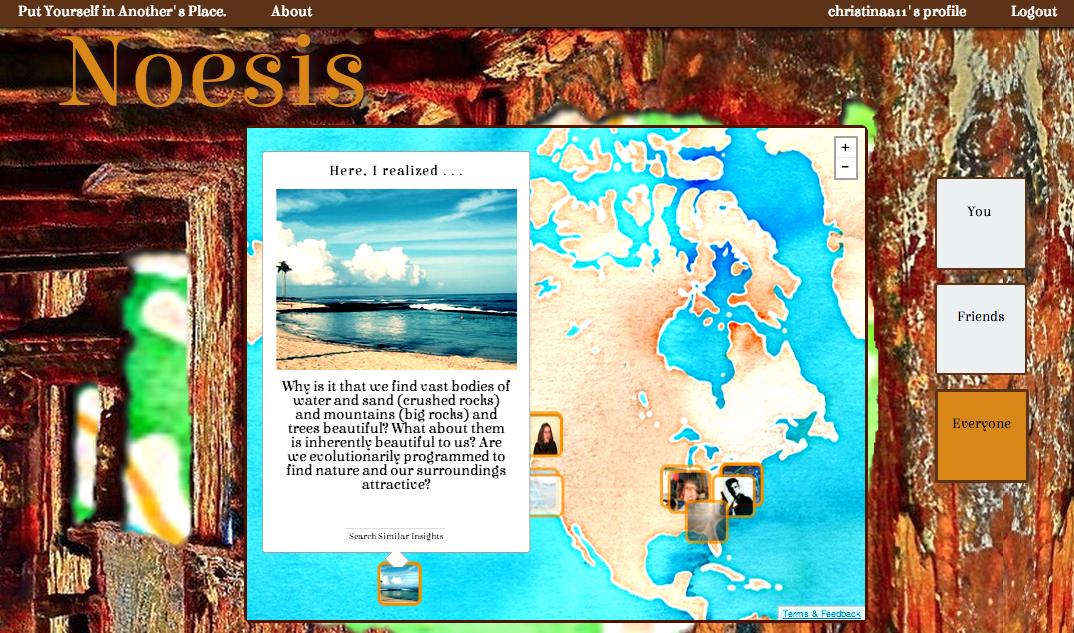 Put Yourself in Another's Place.
About
christinaa11's profile
Logout
Noesis
+
−
Here, I realized . . .
Why is it that we find vast bodies of
water and sand (crushed rocks)
and mountains (big rocks) and
trees beautiful? What about them
is inherently beautiful to us? Are
we evolutionarily programmed to
find nature and our surroundings
attractive?
Search Similar Insights
You
Friends
Everyone
Terms & Feedback